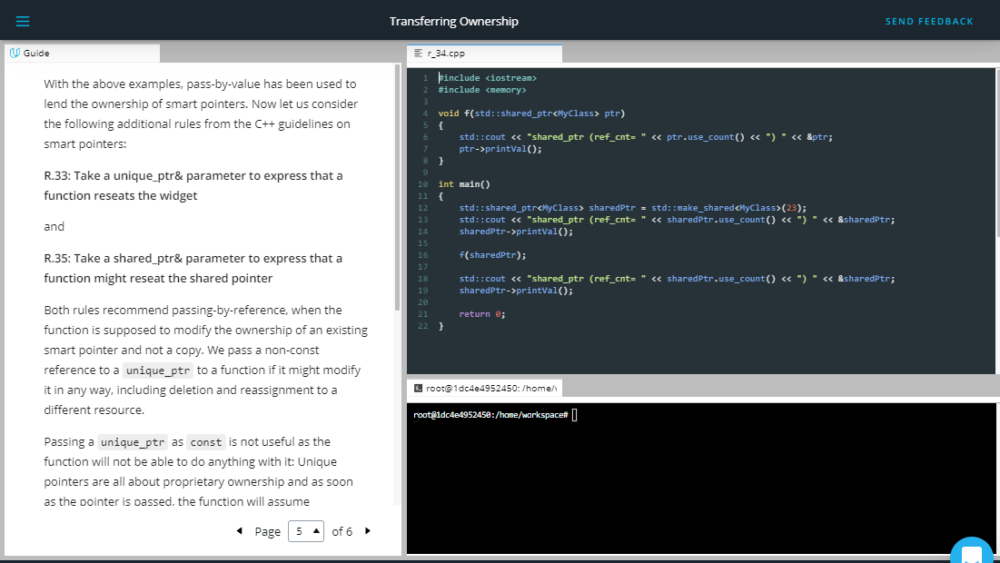 Transferring Ownership
SEND FEEDBACK
Guide
With the above examples, pass-by-value has been used to
lend the ownership of smart pointers. Now let us consider
the following additional rules from the C++ guidelines on
smart pointers:
R.33: Take a unique_ptr& parameter to express that a
function reseats the widget
and
R.35: Take a shared_ptr& parameter to express that a
function might reseat the shared pointer
Both rules recommend passing-by-reference, when the
function is supposed to modify the ownership of an existing
smart pointer and not a copy. We pass a non-const
reference to a unique_ptr to a function if it might modify
it in any way, including deletion and reassignment to a
different resource.
Passing a unique_ptr as const is not useful as the
function will not be able to do anything with it: Unique
pointers are all about proprietary ownership and as soon
as the pointer is passed, the function will assume
Page 5 of 6
r_34.cpp
1 #include <iostream>
2 #include <memory>
3
4 void f(std::shared_ptr<MyClass> ptr)
5 {
6 std::cout << "shared_ptr (ref_cnt= " << ptr.use_count() << ") " << &ptr;
7 ptr->printVal();
8 }
9
10 int main()
11 {
12 std::shared_ptr<MyClass> sharedPtr = std::make_shared<MyClass>(23);
13 std::cout << "shared_ptr (ref_cnt= " << sharedPtr.use_count() << ") " << &sharedPtr;
14 sharedPtr->printVal();
15
16 f(sharedPtr);
17
18 std::cout << "shared_ptr (ref_cnt= " << sharedPtr.use_count() << ") " << &sharedPtr;
19 sharedPtr->printVal();
20
21 return 0;
22 }
root@1dc4e4952450: /home/
root@1dc4e4952450:/home/workspace#